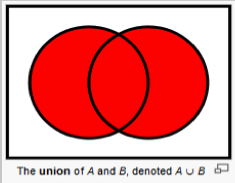 The union of A and B, denoted A ∪ B